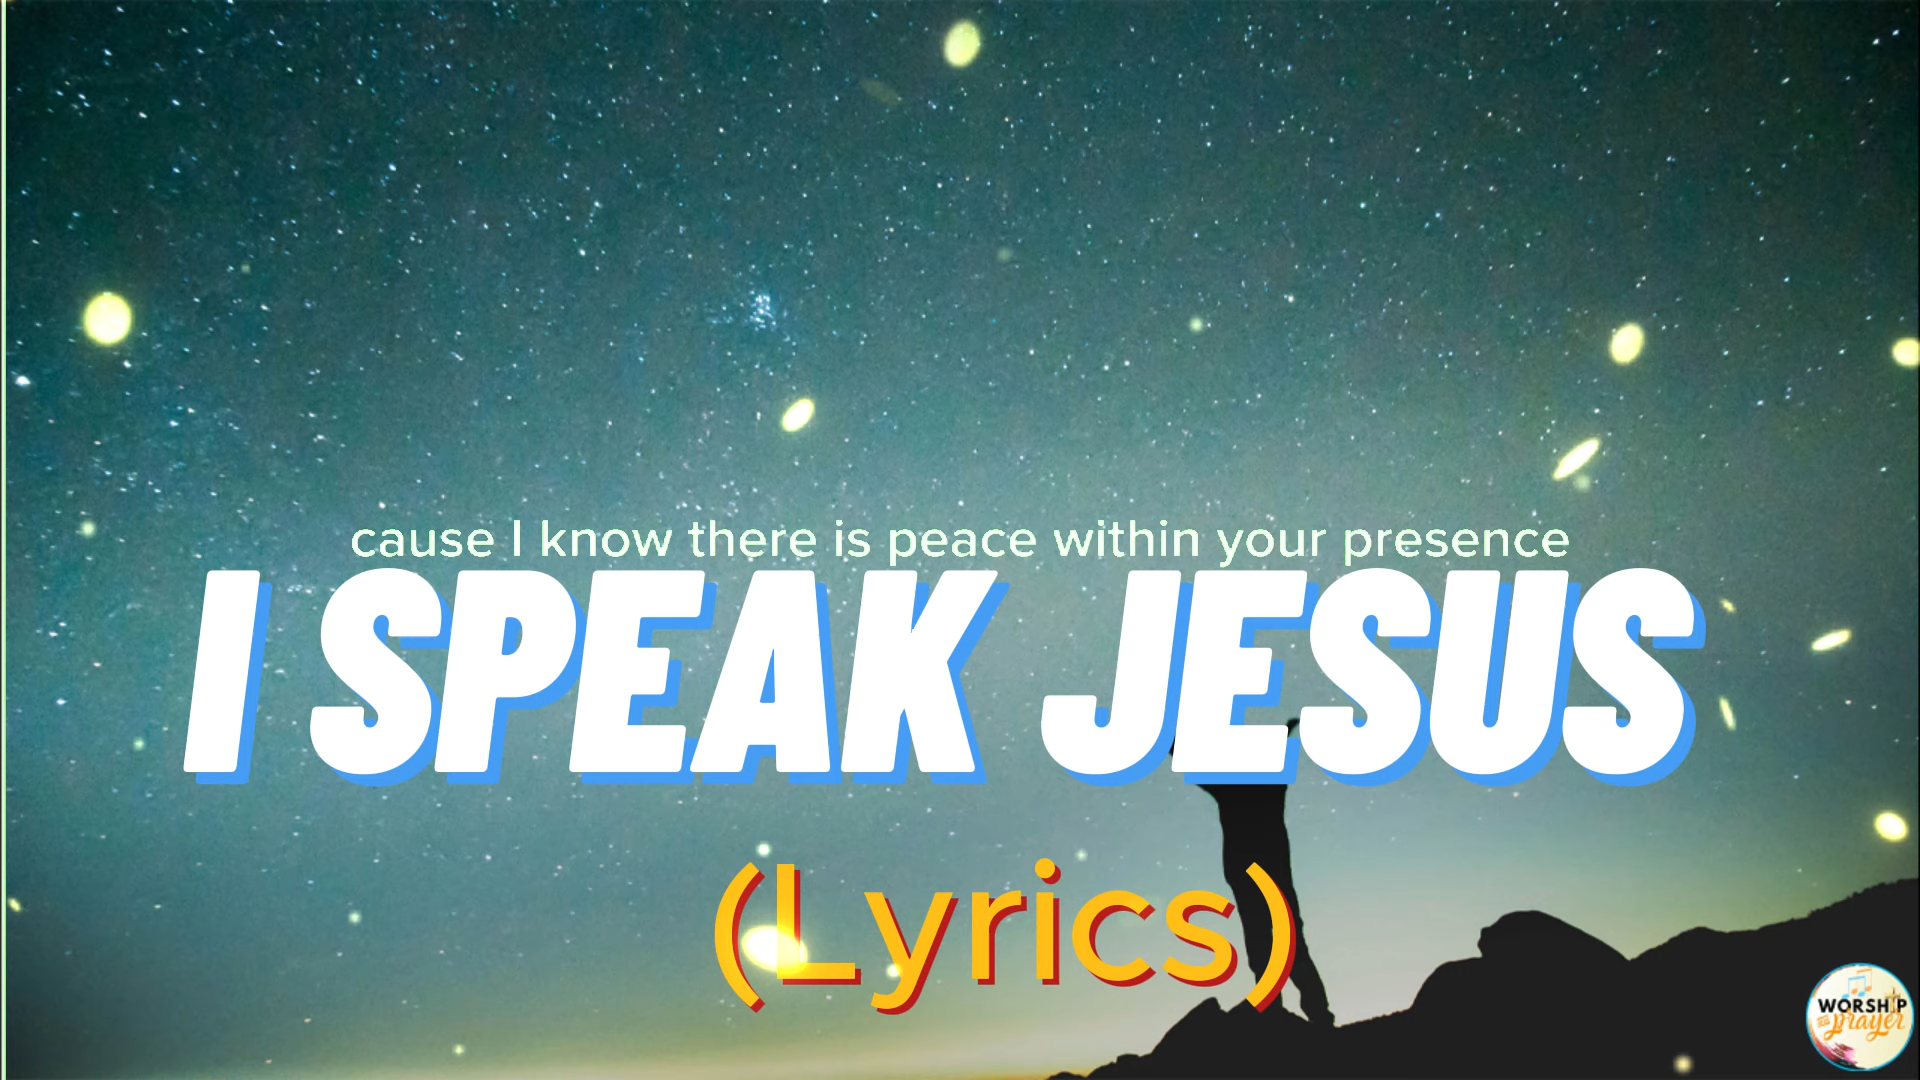 cause I know there is peace within your presence
I SPEAK JESUS
(Lyrics)
WORSHIP
prayer